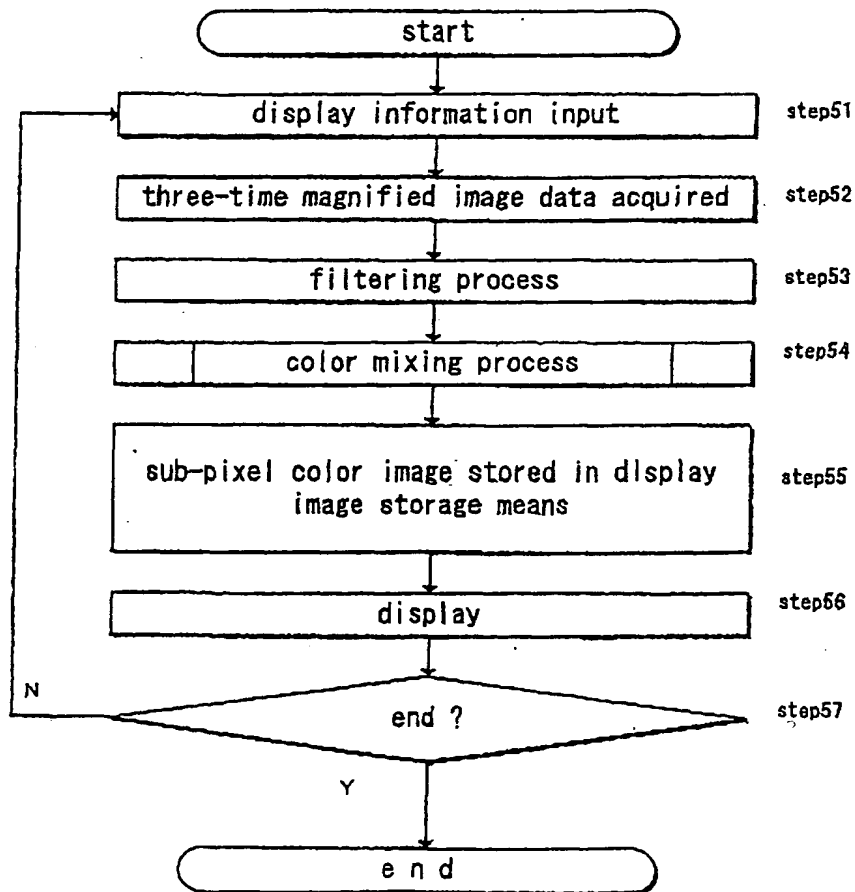 start
display information input
step51
three-time magnified image data acquired
step52
filtering process
step53
color mixing process
step54
sub-pixel color image stored in display
image storage means
step55
display
step56
N
end ?
step57
Y
e n d